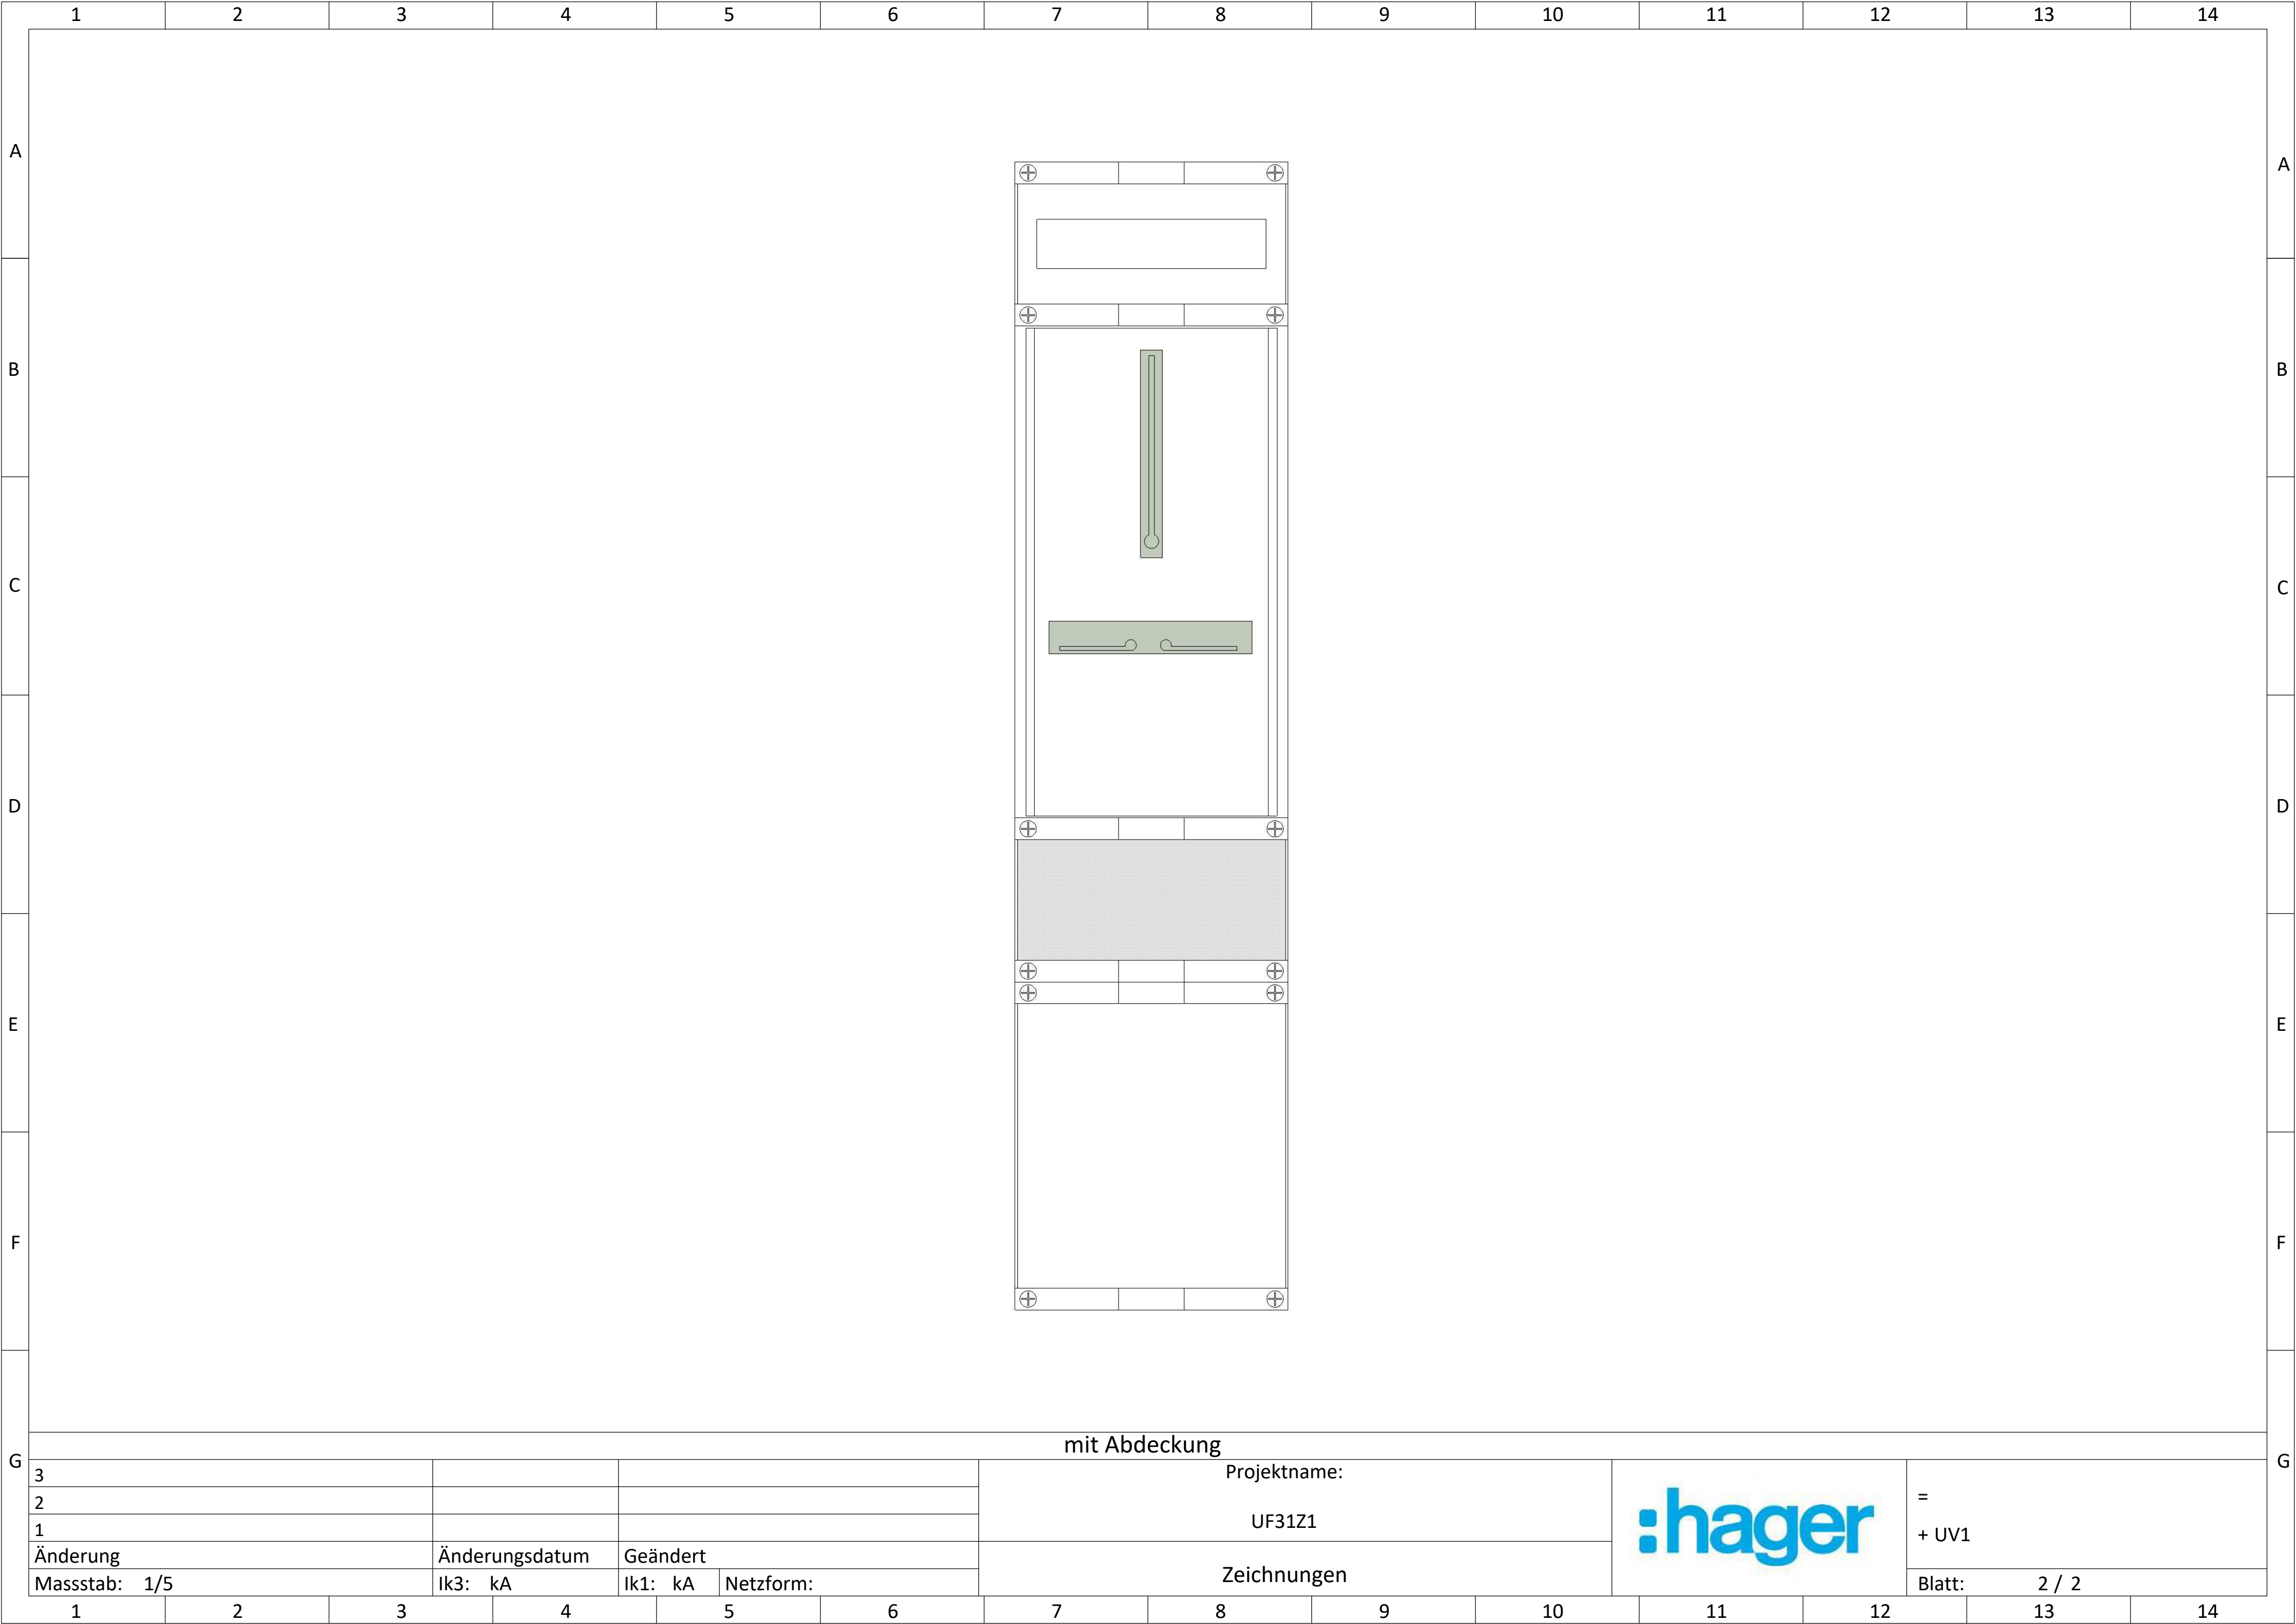 1 2 3 4 5 6 7 8 9 10 11 12 13 14
A A
B B
C C
D D
E E
F F
G G
mit Abdeckung
3
2
1
Änderung Änderungsdatum Geändert
Massstab: 1/5 Ik3: kA Ik1: kA Netzform:
Projektname:
UF31Z1
Zeichnungen
:hager
=
+ UV1
Blatt: 2 / 2
1 2 3 4 5 6 7 8 9 10 11 12 13 14